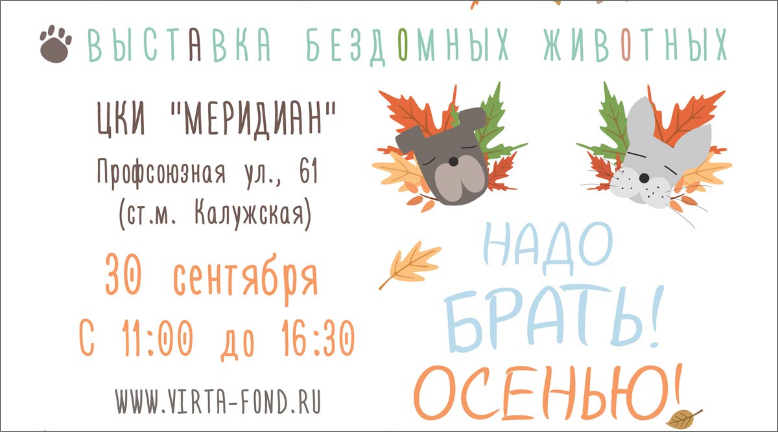 ВЫСТАВКА БЕЗДОМНЫХ ЖИВОТНЫХ
ЦКИ "МЕРИДИАН"
Профсоюзная ул., 61
(ст.м. Калужская)
30 сентября
С 11:00 до 16:30
WWW.VIRTA-FOND.RU
НАДО
БРАТЬ!
ОСЕНЬЮ!